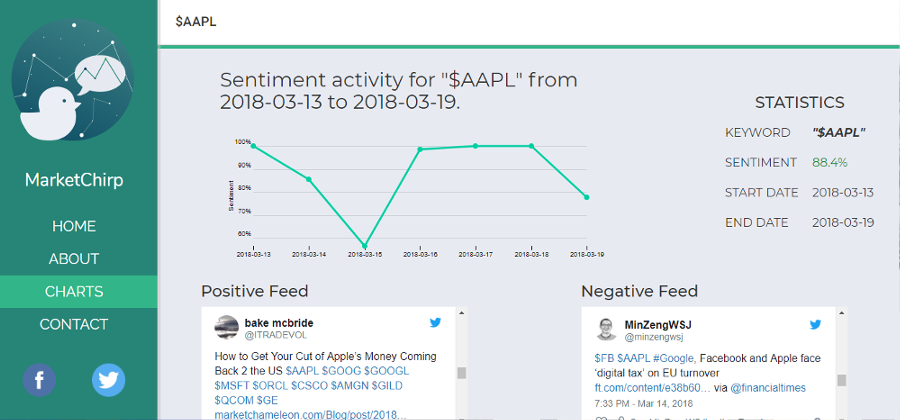 $AAPL
MarketChirp
HOME
ABOUT
CHARTS
CONTACT
Sentiment activity for "$AAPL" from
2018-03-13 to 2018-03-19.
Sentiment
100%
90%
80%
70%
60%
2018-03-13 2018-03-14 2018-03-15 2018-03-16 2018-03-17 2018-03-18 2018-03-19
STATISTICS
KEYWORD "$AAPL"
SENTIMENT 88.4%
START DATE 2018-03-13
END DATE 2018-03-19
Positive Feed
bake mcbride
@ITRADEVOL
How to Get Your Cut of Apple's Money Coming
Back 2 the US $AAPL $GOOG $GOOGL
$MSFT $ORCL $CSCO $AMGN $GILD
$QCOM $GE
marketchameleon.com/Blog/post/2018...
Negative Feed
MinZengWSJ
@minzengwsj
$FB $AAPL #Google, Facebook and Apple face
'digital tax' on EU turnover
ft.com/content/e38b60... via @financialtimes
7:33 PM - Mar 14, 2018